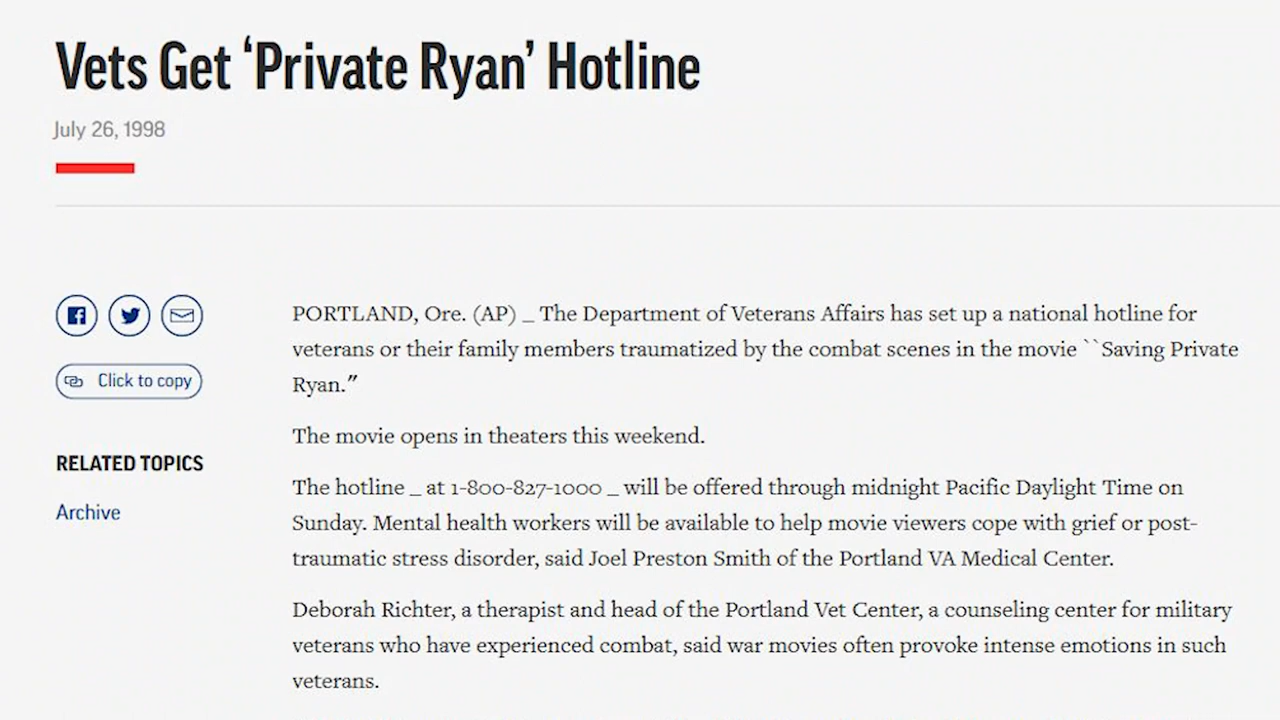 Vets Get ‘Private Ryan’ Hotline
July 26, 1998
Click to copy
RELATED TOPICS
Archive
PORTLAND, Ore. (AP) _ The Department of Veterans Affairs has set up a national hotline for
veterans or their family members traumatized by the combat scenes in the movie ``Saving Private
Ryan.″
The movie opens in theaters this weekend.
The hotline _ at 1-800-827-1000 _ will be offered through midnight Pacific Daylight Time on
Sunday. Mental health workers will be available to help movie viewers cope with grief or post-
traumatic stress disorder, said Joel Preston Smith of the Portland VA Medical Center.
Deborah Richter, a therapist and head of the Portland Vet Center, a counseling center for military
veterans who have experienced combat, said war movies often provoke intense emotions in such
veterans.